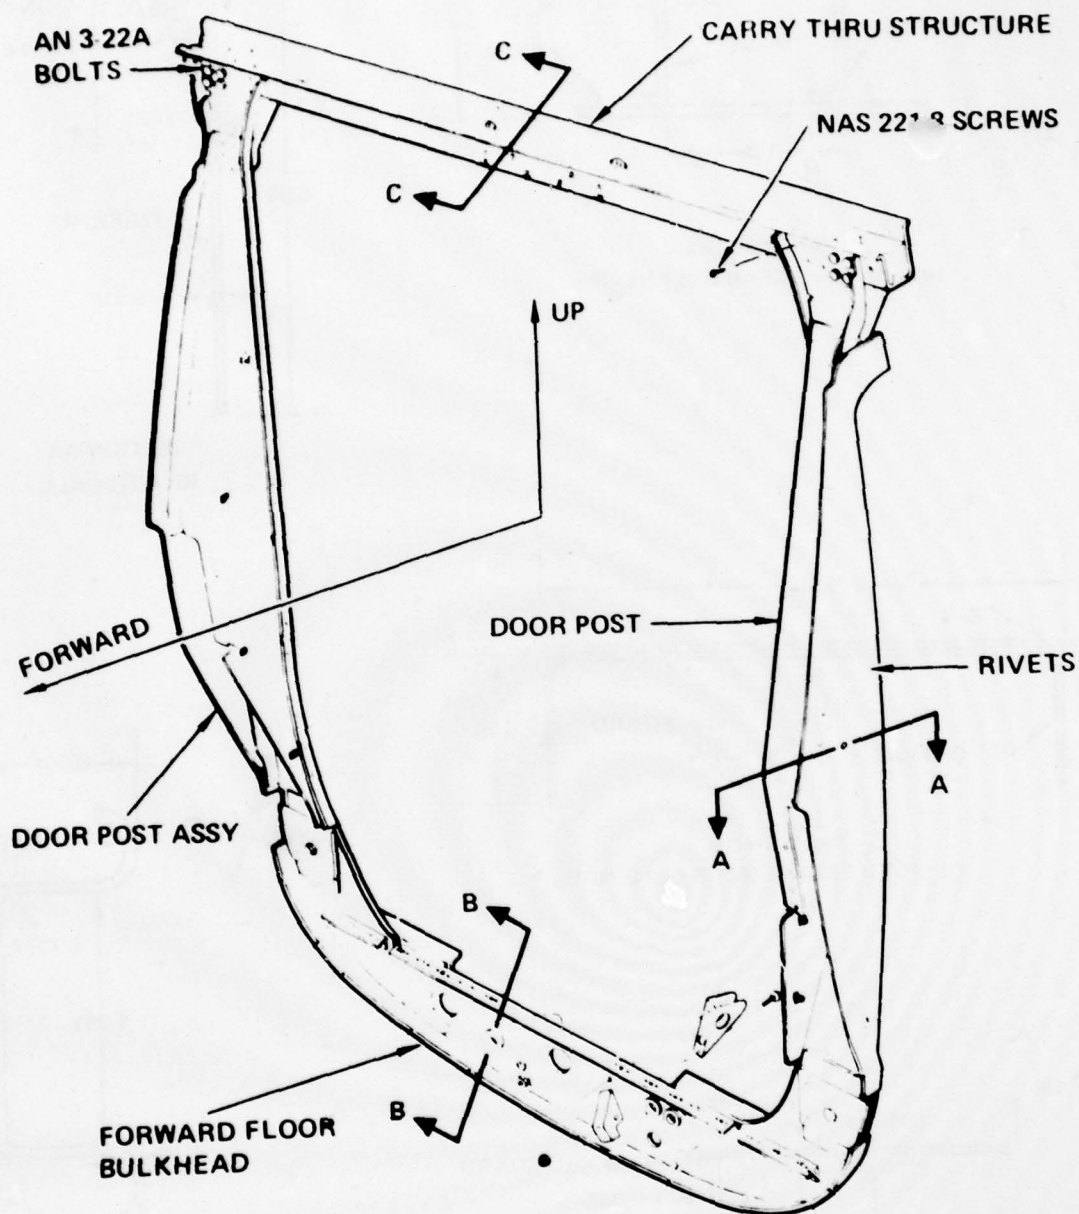 AN 3-22A
BOLTS
C
CARRY THRU STRUCTURE
SCREWS
NAS
C
UP
DOOR POST
RIVETS
FORWARD
A
A
DOOR POST ASSY
B
B
FORWARD FLOOR
BULKHEAD